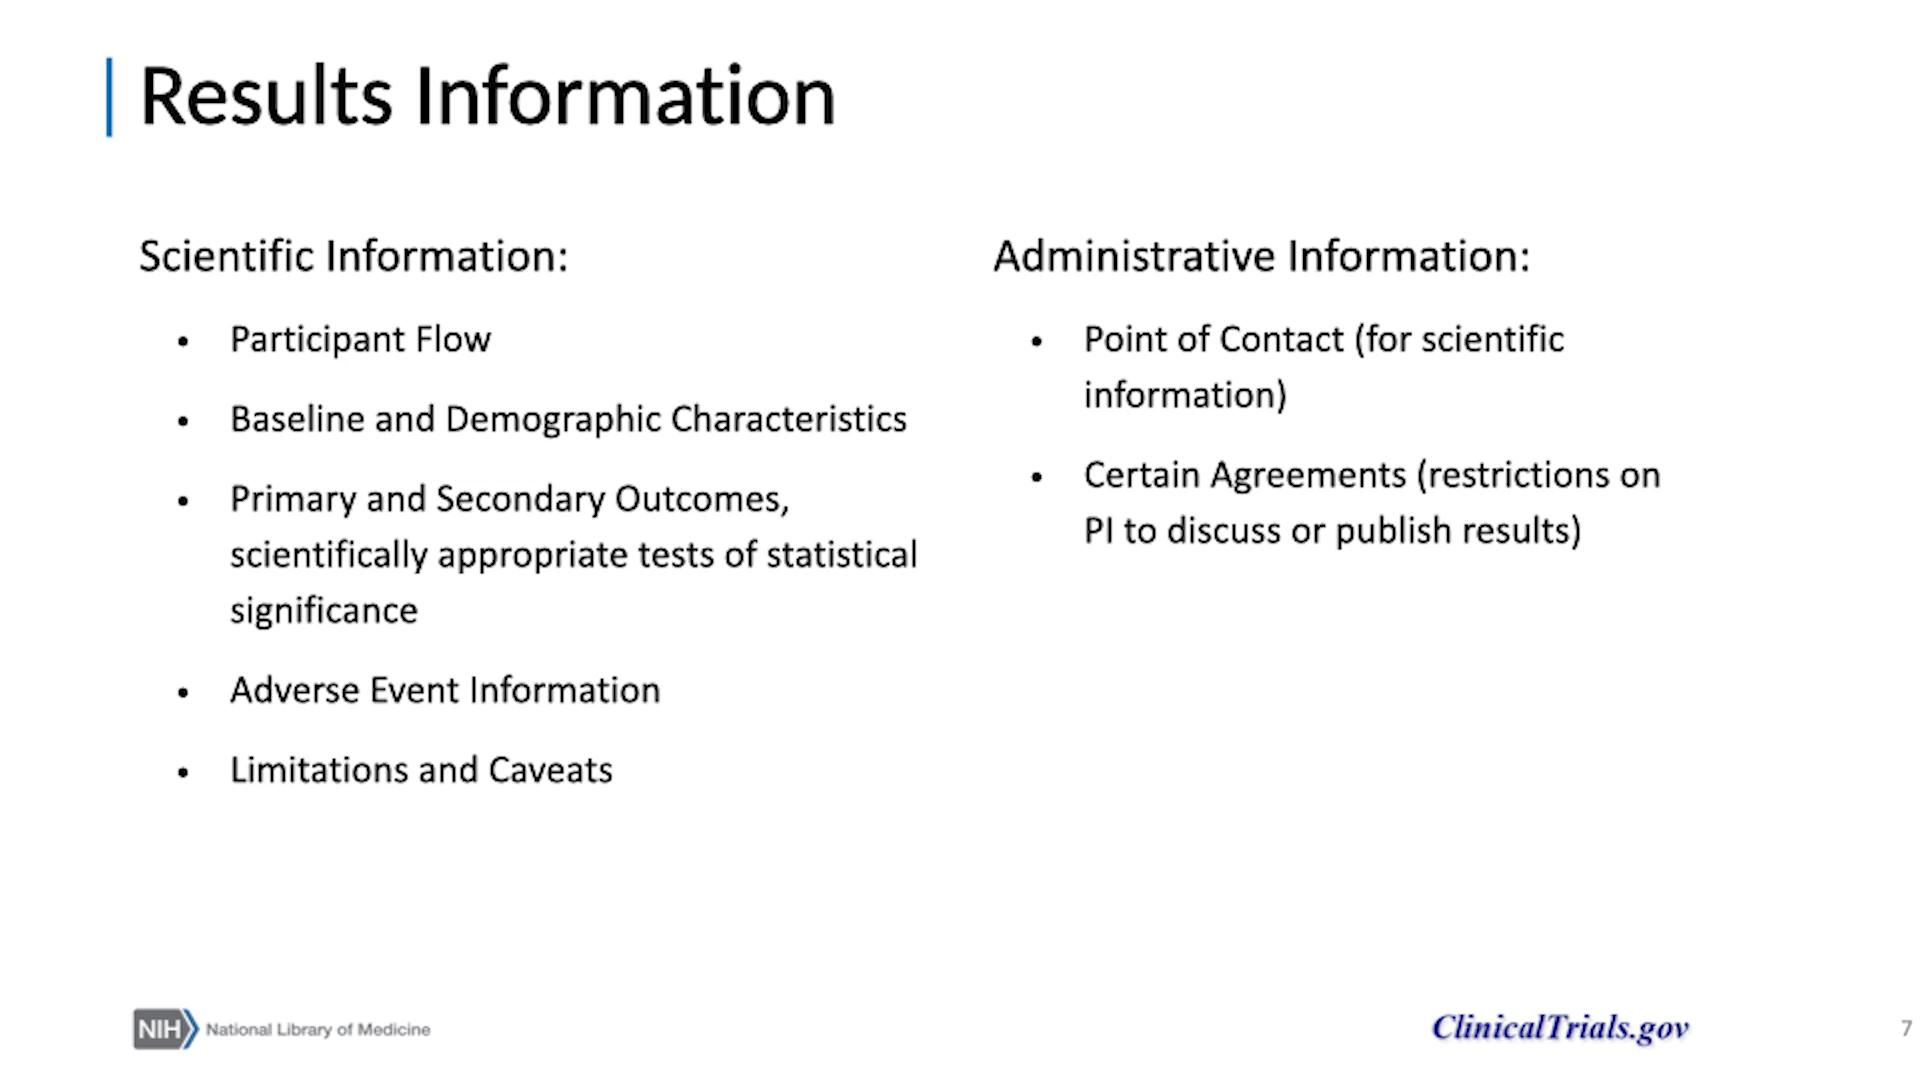 Results Information
Scientific Information:
• Participant Flow
• Baseline and Demographic Characteristics
• Primary and Secondary Outcomes,
scientifically appropriate tests of statistical
significance
• Adverse Event Information
• Limitations and Caveats
Administrative Information:
• Point of Contact (for scientific
information)
• Certain Agreements (restrictions on
PI to discuss or publish results)
NIH National Library of Medicine
ClinicalTrials.gov
7